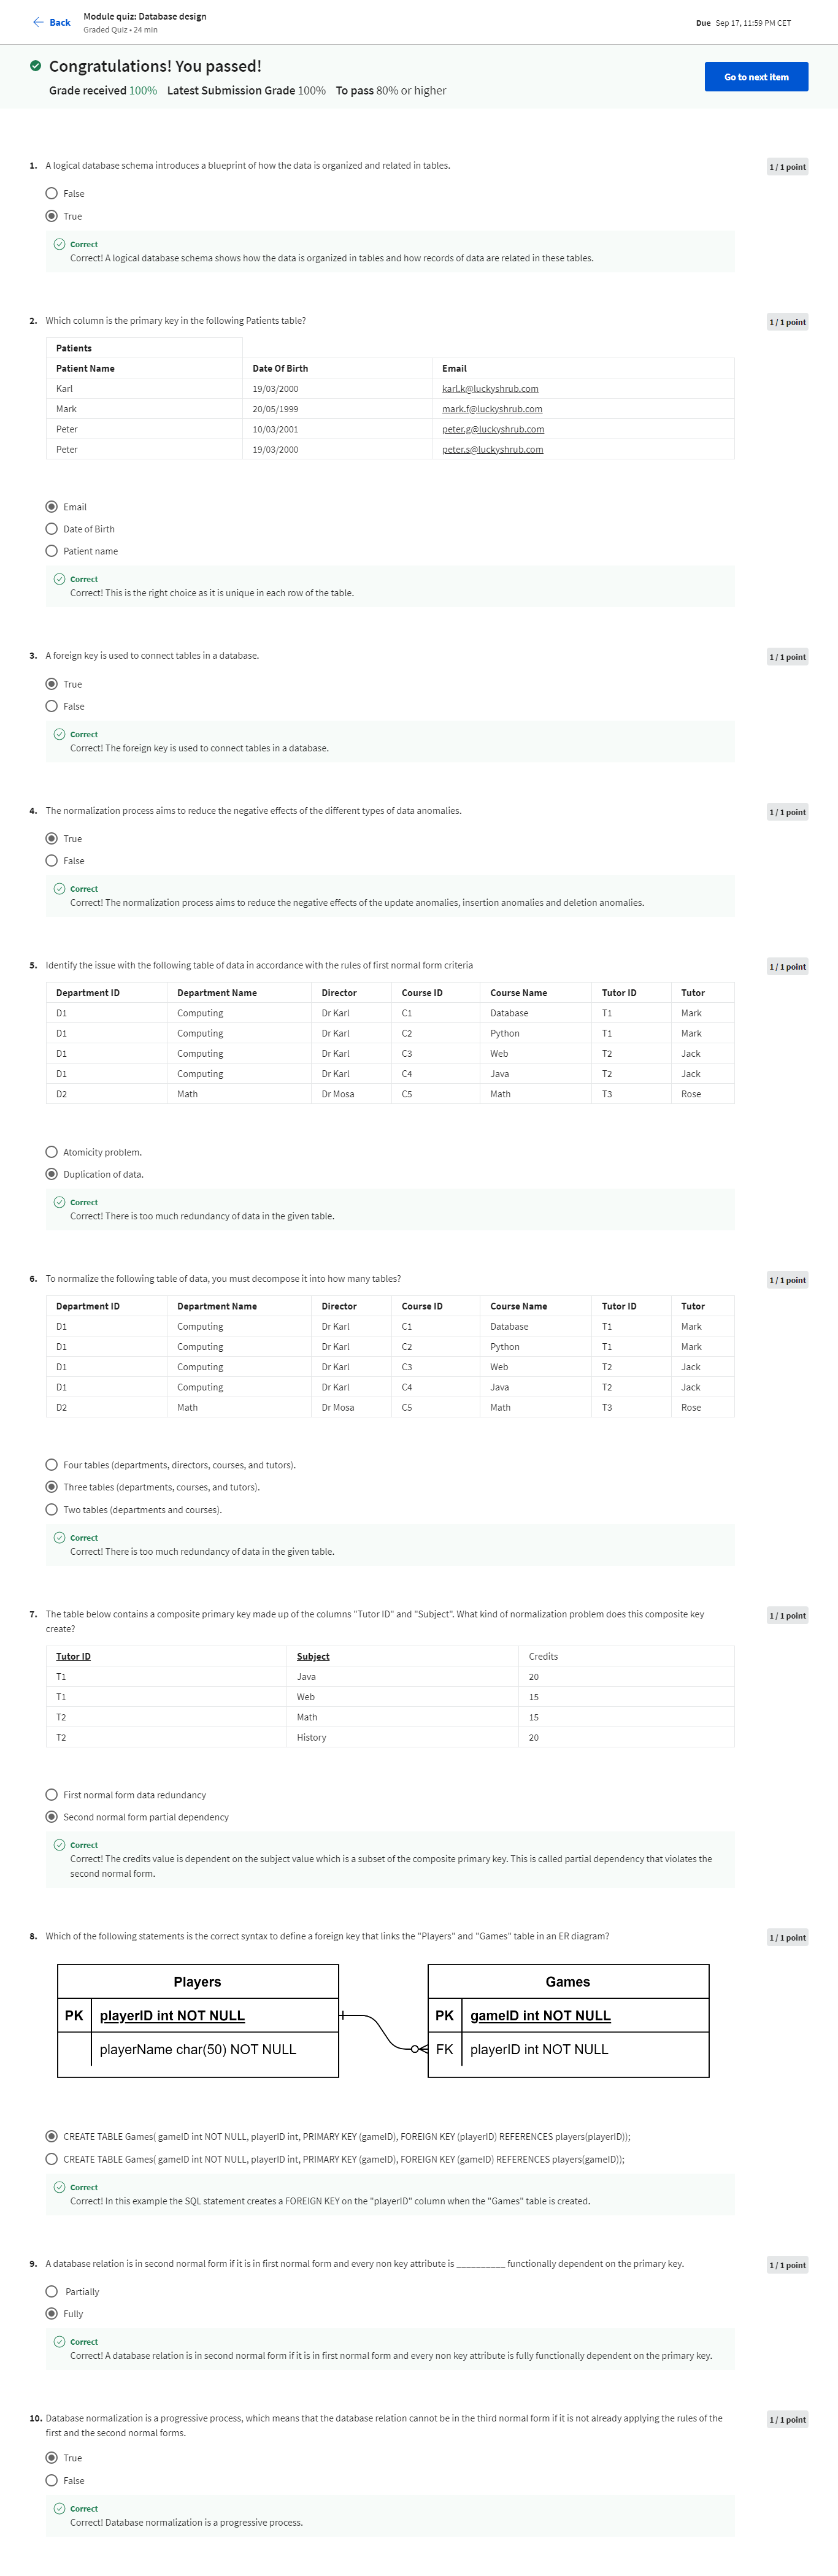 Back
Module quiz: Database design
Graded Quiz • 24 min
Due Sep 17, 11:59 PM CET
Congratulations! You passed!
Grade received 100% Latest Submission Grade 100% To pass 80% or higher
Go to next item
1. A logical database schema introduces a blueprint of how the data is organized and related in tables.
1 / 1 point
False
True
Correct
Correct! A logical database schema shows how the data is organized in tables and how records of data are related in these tables.
2. Which column is the primary key in the following Patients table?
1 / 1 point
Patients
Patient Name Date Of Birth Email
Karl 19/03/2000 karl.k@luckyshrub.com
Mark 20/05/1999 mark.f@luckyshrub.com
Peter 10/03/2001 peter.g@luckyshrub.com
Peter 19/03/2000 peter.s@luckyshrub.com
Email
Date of Birth
Patient name
Correct
Correct! This is the right choice as it is unique in each row of the table.
3. A foreign key is used to connect tables in a database.
1 / 1 point
True
False
Correct
Correct! The foreign key is used to connect tables in a database.
4. The normalization process aims to reduce the negative effects of the different types of data anomalies.
1 / 1 point
True
False
Correct
Correct! The normalization process aims to reduce the negative effects of the update anomalies, insertion anomalies and deletion anomalies.
5. Identify the issue with the following table of data in accordance with the rules of first normal form criteria
1 / 1 point
Department ID Department Name Director Course ID Course Name Tutor ID Tutor
D1 Computing Dr Karl C1 Database T1 Mark
D1 Computing Dr Karl C2 Python T1 Mark
D1 Computing Dr Karl C3 Web T2 Jack
D1 Computing Dr Karl C4 Java T2 Jack
D2 Math Dr Mosa C5 Math T3 Rose
Atomicity problem.
Duplication of data.
Correct
Correct! There is too much redundancy of data in the given table.
6. To normalize the following table of data, you must decompose it into how many tables?
1 / 1 point
Department ID Department Name Director Course ID Course Name Tutor ID Tutor
D1 Computing Dr Karl C1 Database T1 Mark
D1 Computing Dr Karl C2 Python T1 Mark
D1 Computing Dr Karl C3 Web T2 Jack
D1 Computing Dr Karl C4 Java T2 Jack
D2 Math Dr Mosa C5 Math T3 Rose
Four tables (departments, directors, courses, and tutors).
Three tables (departments, courses, and tutors).
Two tables (departments and courses).
Correct
Correct! There is too much redundancy of data in the given table.
7. The table below contains a composite primary key made up of the columns "Tutor ID" and "Subject". What kind of normalization problem does this composite key
create?
1 / 1 point
Tutor ID Subject Credits
T1 Java 20
T1 Web 15
T2 Math 15
T2 History 20
First normal form data redundancy
Second normal form partial dependency
Correct
Correct! The credits value is dependent on the subject value which is a subset of the composite primary key. This is called partial dependency that violates the
second normal form.
8. Which of the following statements is the correct syntax to define a foreign key that links the "Players" and "Games" table in an ER diagram?
1 / 1 point
Players Games
PK playerID int NOT NULL PK gameID int NOT NULL
playerName char(50) NOT NULL FK playerID int NOT NULL
CREATE TABLE Games( gameID int NOT NULL, playerID int, PRIMARY KEY (gameID), FOREIGN KEY (playerID) REFERENCES players(playerID));
CREATE TABLE Games( gameID int NOT NULL, playerID int, PRIMARY KEY (gameID), FOREIGN KEY (gameID) REFERENCES players(gameID));
Correct
Correct! In this example the SQL statement creates a FOREIGN KEY on the "playerID" column when the "Games" table is created.
9. A database relation is in second normal form if it is in first normal form and every non key attribute is __________ functionally dependent on the primary key.
1 / 1 point
Partially
Fully
Correct
Correct! A database relation is in second normal form if it is in first normal form and every non key attribute is fully functionally dependent on the primary key.
10. Database normalization is a progressive process, which means that the database relation cannot be in the third normal form if it is not already applying the rules of the
first and the second normal forms.
1 / 1 point
True
False
Correct
Correct! Database normalization is a progressive process.